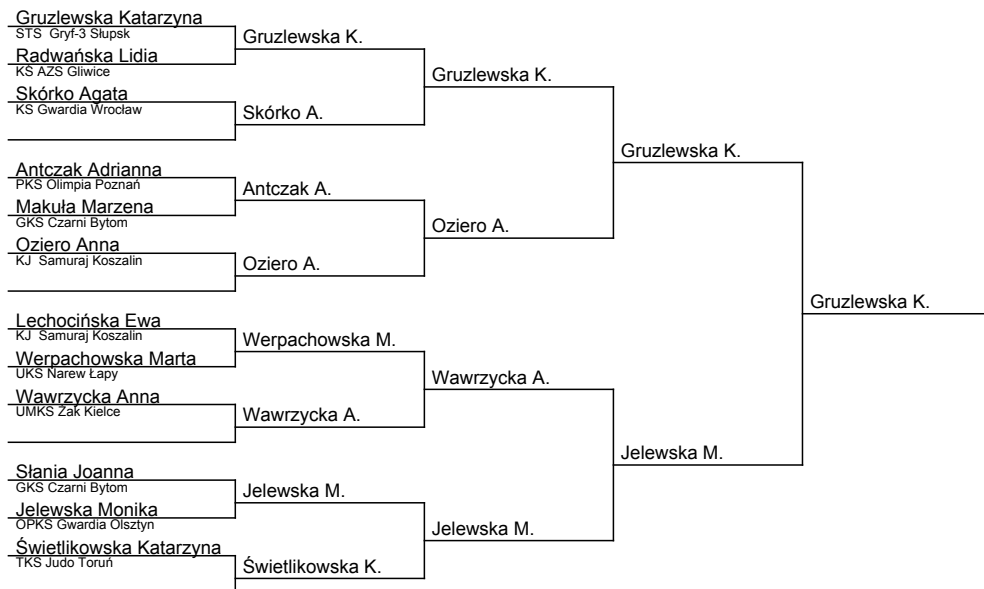 Gruzlewska Katarzyna
STS Gryf-3 Słupsk
Radwańska Lidia
KŚ AZS Gliwice
Skórko Agata
KS Gwardia Wrocław
Antczak Adrianna
PKS Olimpia Poznań
Makuła Marzena
GKS Czarni Bytom
Oziero Anna
KJ Samuraj Koszalin
Lechocińska Ewa
KJ Samuraj Koszalin
Werpachowska Marta
UKS Narew Łapy
Wawrzycka Anna
UMKS Żak Kielce
Słania Joanna
GKS Czarni Bytom
Jelewska Monika
OPKS Gwardia Olsztyn
Świetlikowska Katarzyna
TKS Judo Toruń
Gruzlewska K.
Skórko A.
Antczak A.
Oziero A.
Werpachowska M.
Wawrzycka A.
Jelewska M.
Świetlikowska K.
Gruzlewska K.
Oziero A.
Wawrzycka A.
Jelewska M.
Gruzlewska K.
Jelewska M.
Gruzlewska K.